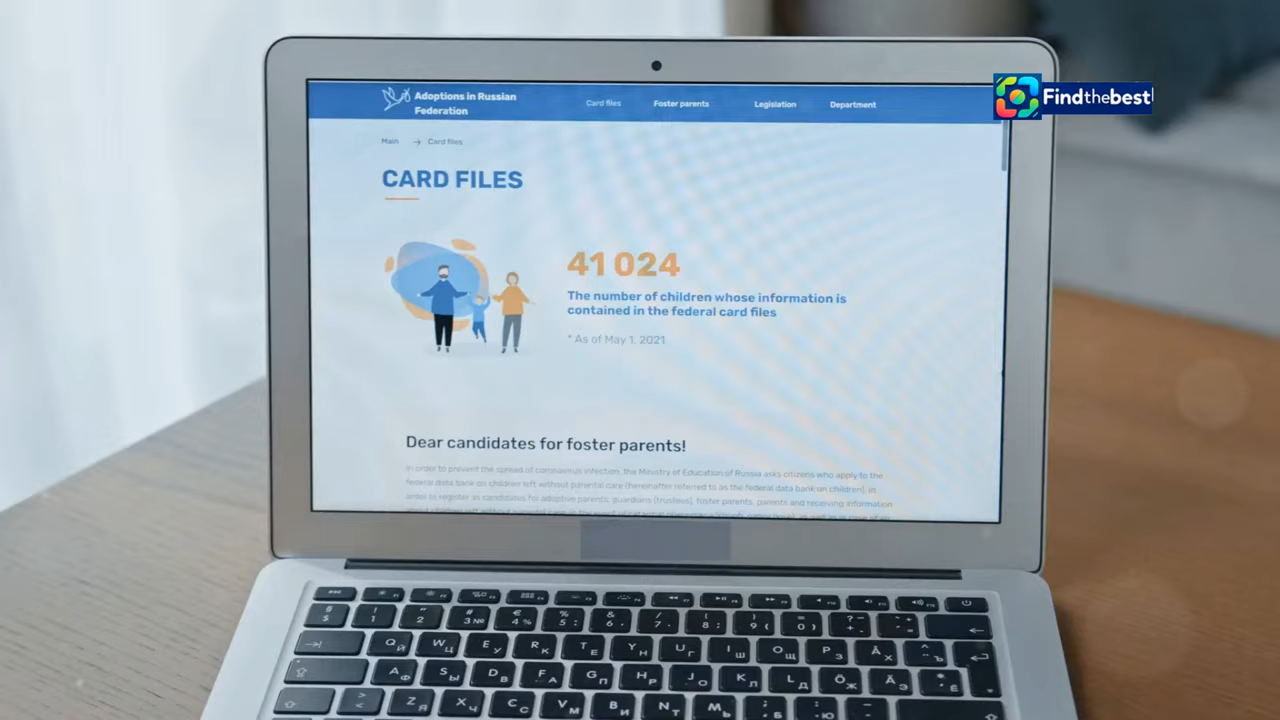 Adoptions in Russian
Federation
Card files
Foster parents
Legislation
Department
Findthebest
Main → Card files
CARD FILES
41 024
The number of children whose information is
contained in the federal card files
* As of May 1, 2021
Dear candidates for foster parents!
In order to prevent the spread of coronavirus infection, the Ministry of Education of Russia asks citizens who apply to the
federal data bank on children left without parental care (hereinafter referred to as the federal data bank on children), in
order to register as candidates for adoptive parents, guardians (trustees), foster parents, parents and receiving information